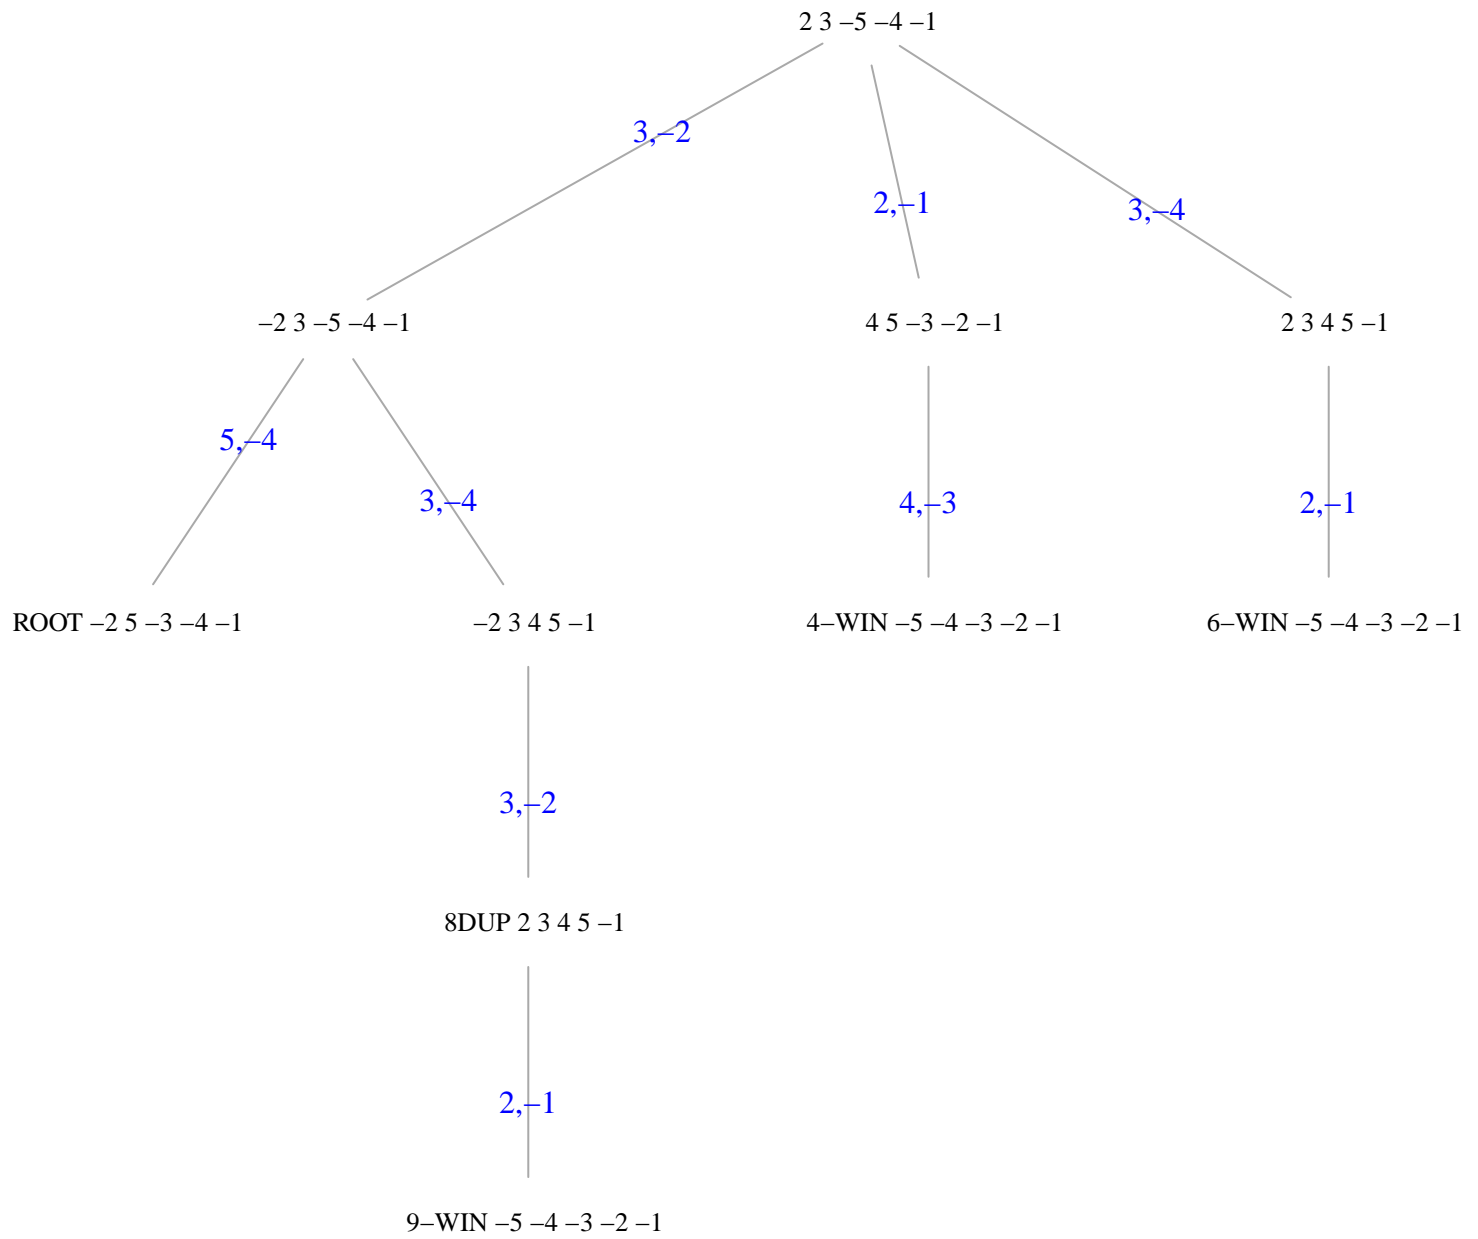 2 3 –5 –4 –1
3,–2
2,–1
3,–4
–2 3 –5 –4 –1
4 5 –3 –2 –1
2 3 4 5 –1
5,–4
3,–4
4,–3
2,–1
ROOT –2 5 –3 –4 –1
–2 3 4 5 –1
4–WIN –5 –4 –3 –2 –1
6–WIN –5 –4 –3 –2 –1
3,–2
8DUP 2 3 4 5 –1
2,–1
9–WIN –5 –4 –3 –2 –1